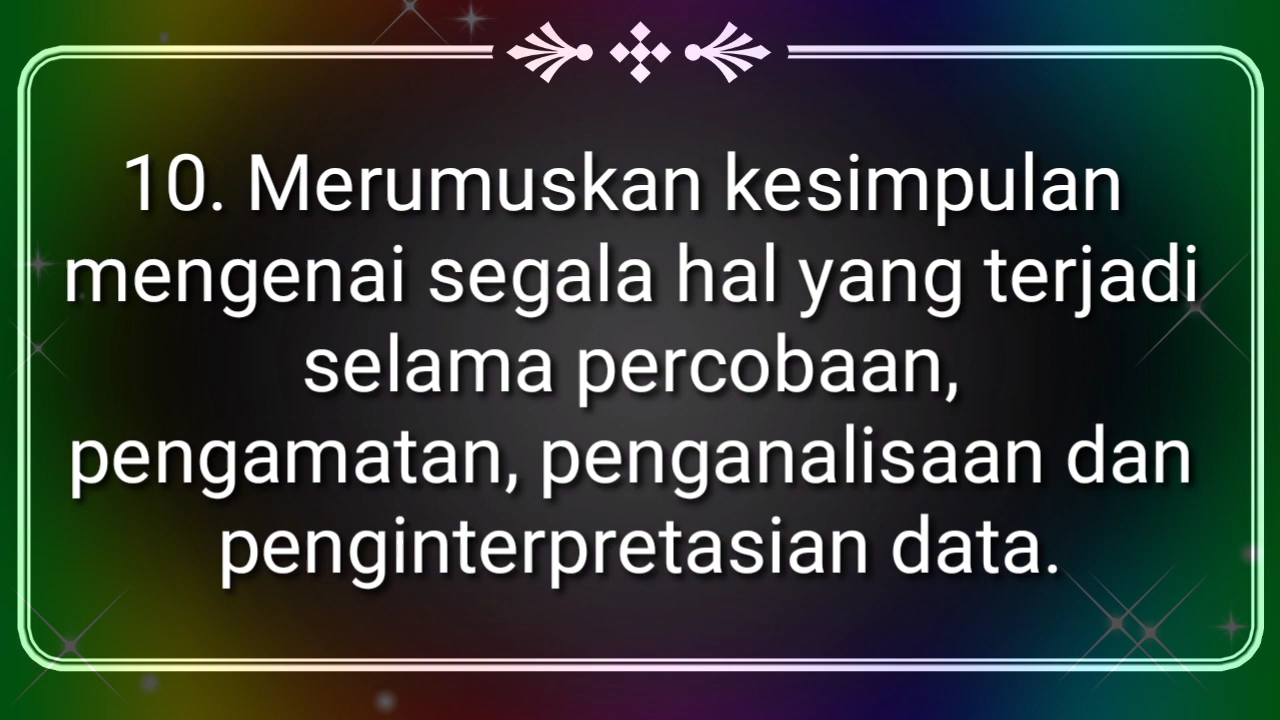 10. Merumuskan kesimpulan
mengenai segala hal yang terjadi
selama percobaan,
pengamatan, penganalisaan dan
penginterpretasian data.